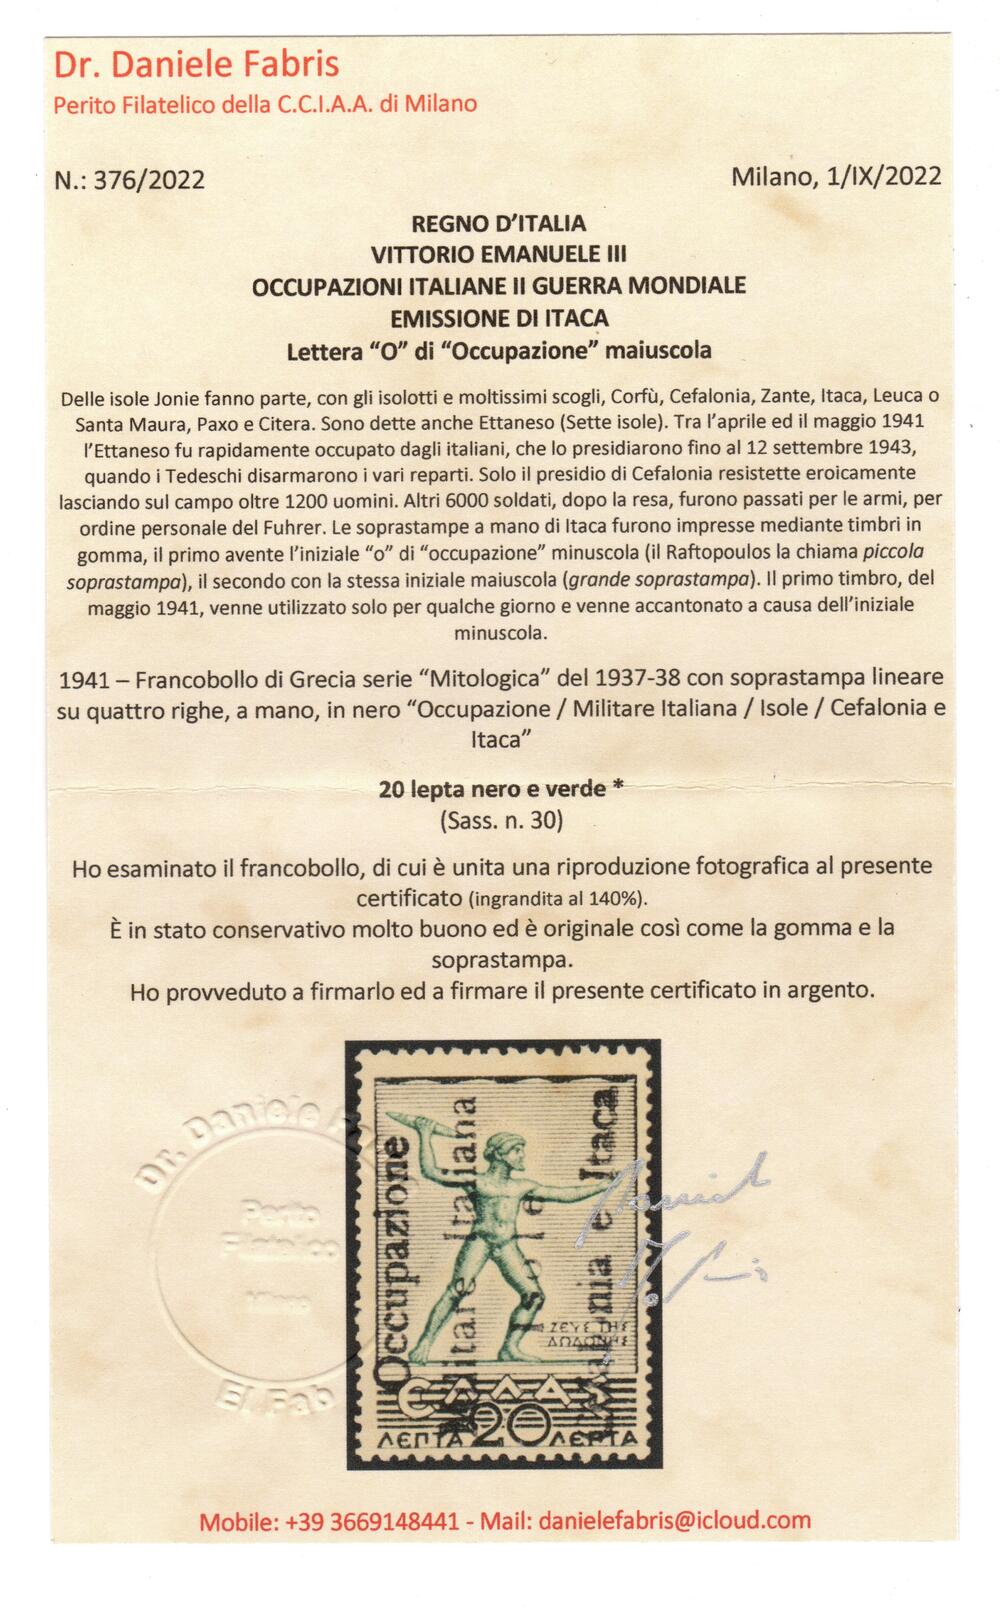 Dr. Daniele Fabris
Perito Filatelico della C.C.I.A.A. di Milano
N.: 376/2022
Milano, 1/IX/2022
REGNO D'ITALIA
VITTORIO EMANUELE III
OCCUPAZIONI ITALIANE II GUERRA MONDIALE
EMISSIONE DI ITACA
Lettera “O” di “Occupazione” maiuscola
Delle isole Jonie fanno parte, con gli isolotti e moltissimi scogli, Corfù, Cefalonia, Zante, Itaca, Leuca o
Santa Maura, Paxo e Citera. Sono dette anche Ettaneso (Sette isole). Tra l'aprile ed il maggio 1941
l'Ettaneso fu rapidamente occupato dagli italiani, che lo presidiarono fino al 12 settembre 1943,
quando i Tedeschi disarmarono i vari reparti. Solo il presidio di Cefalonia resistette eroicamente
lasciando sul campo oltre 1200 uomini. Altri 6000 soldati, dopo la resa, furono passati per le armi, per
ordine personale del Fuhrer. Le soprastampe a mano di Itaca furono impresse mediante timbri in
gomma, il primo avente l'iniziale “o” di “occupazione” minuscola (il Raftopoulos la chiama piccola
soprastampa), il secondo con la stessa iniziale maiuscola (grande soprastampa). Il primo timbro, del
maggio 1941, venne utilizzato solo per qualche giorno e venne accantonato a causa dell'iniziale
minuscola.
1941 – Francobollo di Grecia serie “Mitologica” del 1937-38 con soprastampa lineare
su quattro righe, a mano, in nero “Occupazione / Militare Italiana / Isole / Cefalonia e
Itaca”
20 lepta nero e verde *
(Sass. n. 30)
Ho esaminato il francobollo, di cui è unita una riproduzione fotografica al presente
certificato (ingrandita al 140%).
È in stato conservativo molto buono ed è originale così come la gomma e la
soprastampa.
Ho provveduto a firmarlo ed a firmare il presente certificato in argento.
Dr. Daniele
Perito
Filatelico
Milano
El Fab
Occupazione
Militare Italiana
Isole
Cefalonia e Itaca
ΖΕΥΣ ΤΗΣ
ΔΩΔΩΝΗΣ
ΕΛΛΑΣ
ΛΕΠΤΑ 20 ΛΕΠΤΑ
Mobile: +39 3669148441 - Mail: danielefabris@icloud.com